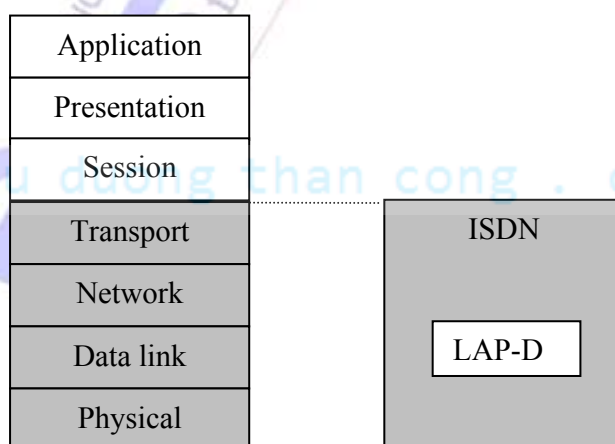 Application
Presentation
Session
u duong than cong . c
Transport
ISDN
Network
Data link
LAP-D
Physical